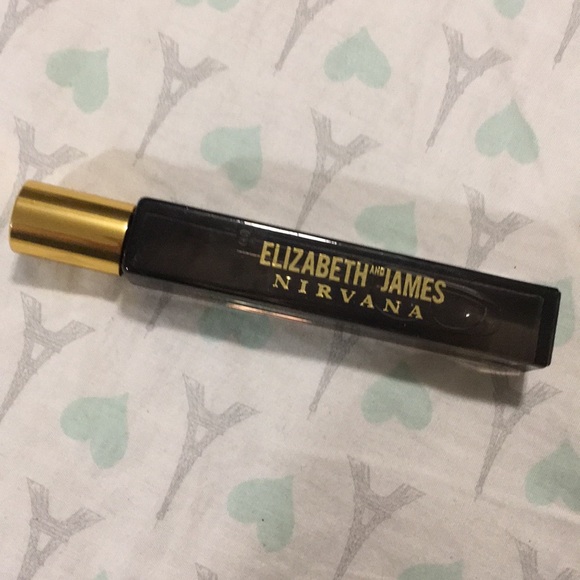 ELIZABETH AND JAMES
NIRVANA